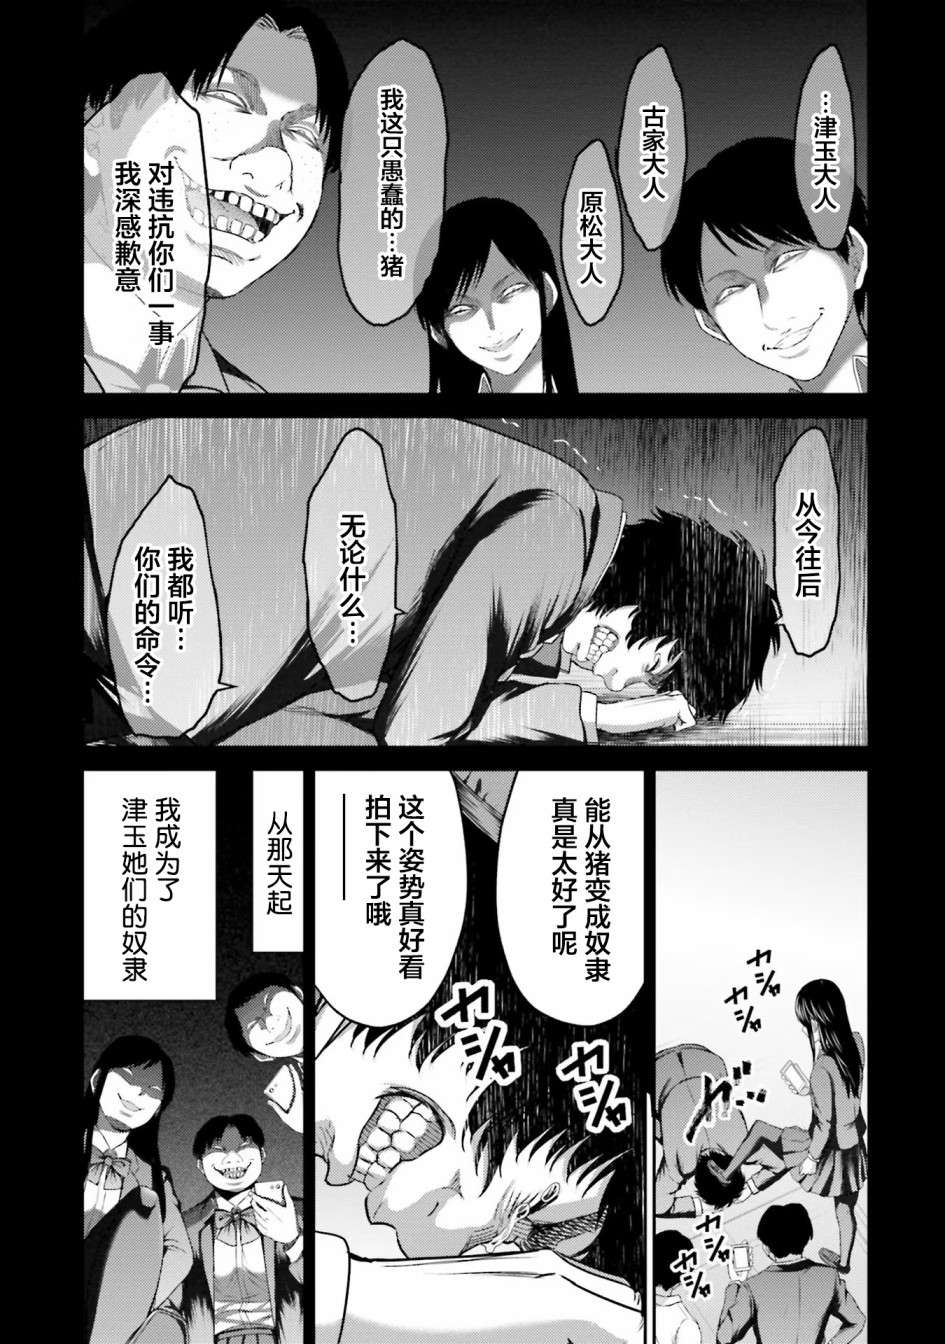 …津玉大人
古家大人
原松大人
我这只愚蠢的…猪
对违抗你们一事
我深感歉意
从今往后
无论什么…
我都听…
你们的命令…
能从猪变成奴隶
真是太好了呢
カシャ
カシャ
グッ
カシャ
カシャ
这个姿势真好看
拍下来了哦
——
カシャ
カシャ
从那天起
我成为了
津玉她们的奴隶